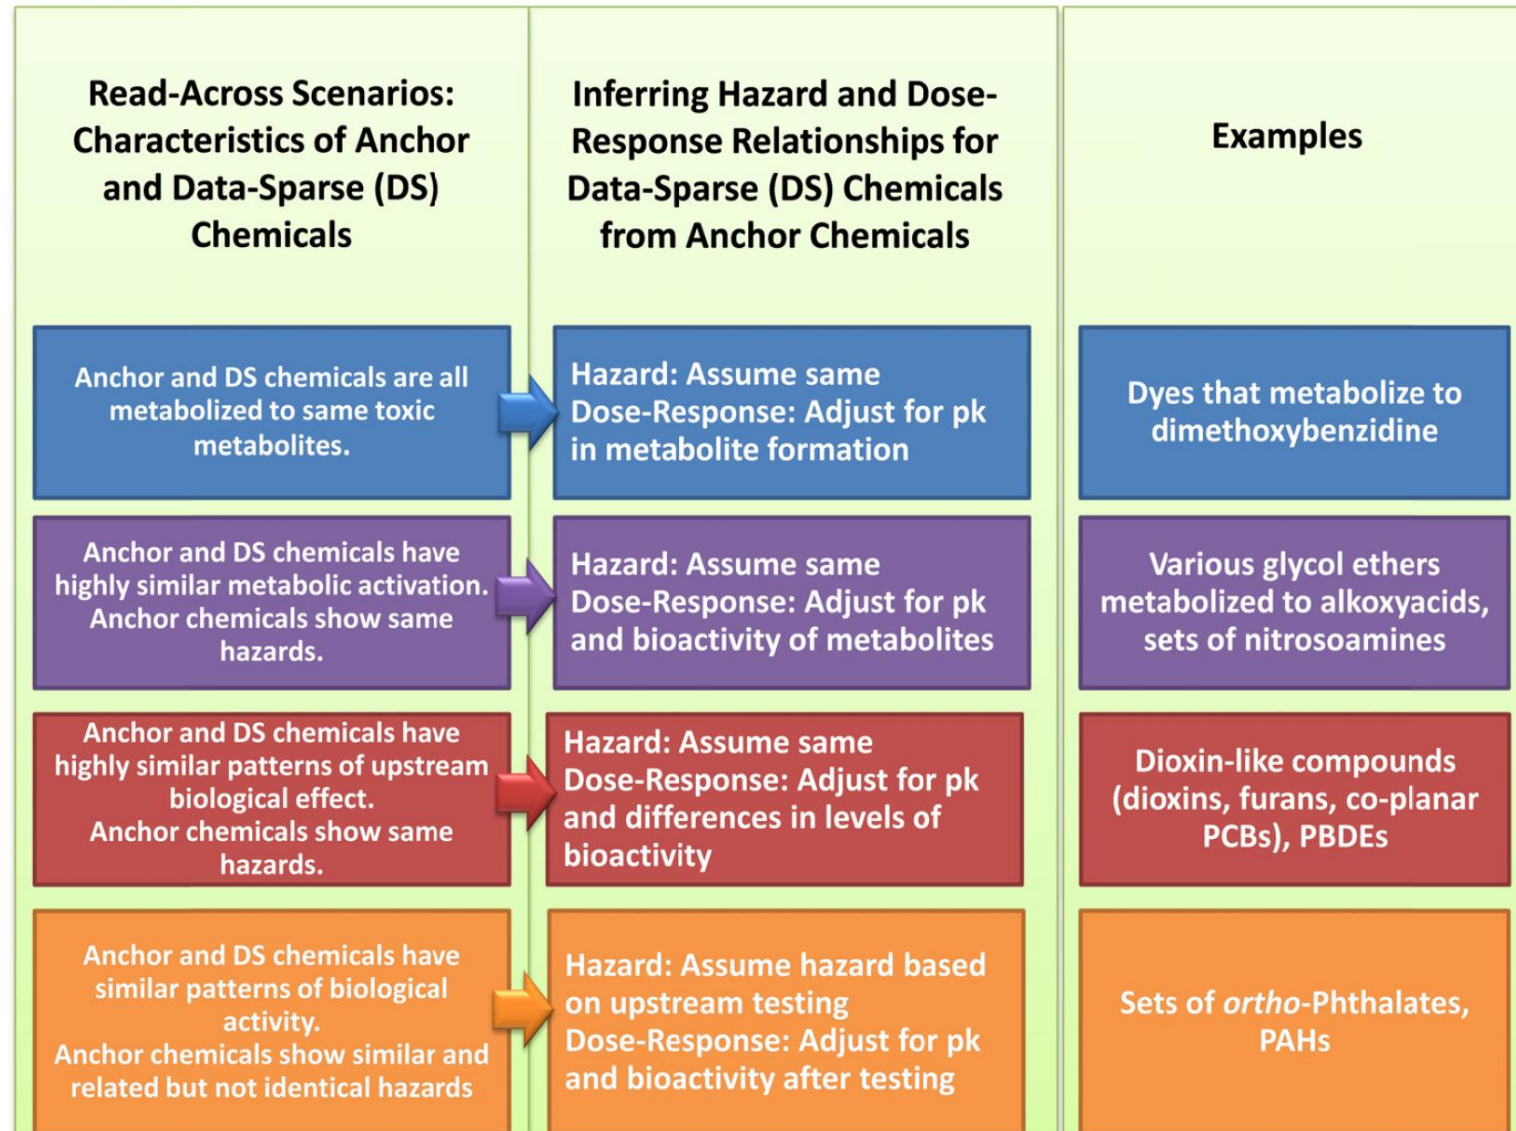 Read-Across Scenarios:
Characteristics of Anchor
and Data-Sparse (DS)
Chemicals
Inferring Hazard and Dose-
Response Relationships for
Data-Sparse (DS) Chemicals
from Anchor Chemicals
Examples
Anchor and DS chemicals are all
metabolized to same toxic
metabolites.
Hazard: Assume same
Dose-Response: Adjust for pk
in metabolite formation
Dyes that metabolize to
dimethoxybenzidine
Anchor and DS chemicals have
highly similar metabolic activation.
Anchor chemicals show same
hazards.
Hazard: Assume same
Dose-Response: Adjust for pk
and bioactivity of metabolites
Various glycol ethers
metabolized to alkoxyacids,
sets of nitrosoamines
Anchor and DS chemicals have
highly similar patterns of upstream
biological effect.
Anchor chemicals show same
hazards.
Hazard: Assume same
Dose-Response: Adjust for pk
and differences in levels of
bioactivity
Dioxin-like compounds
(dioxins, furans, co-planar
PCBs), PBDEs
Anchor and DS chemicals have
similar patterns of biological
activity.
Anchor chemicals show similar and
related but not identical hazards
Hazard: Assume hazard based
on upstream testing
Dose-Response: Adjust for pk
and bioactivity after testing
Sets of ortho-Phthalates,
PAHs